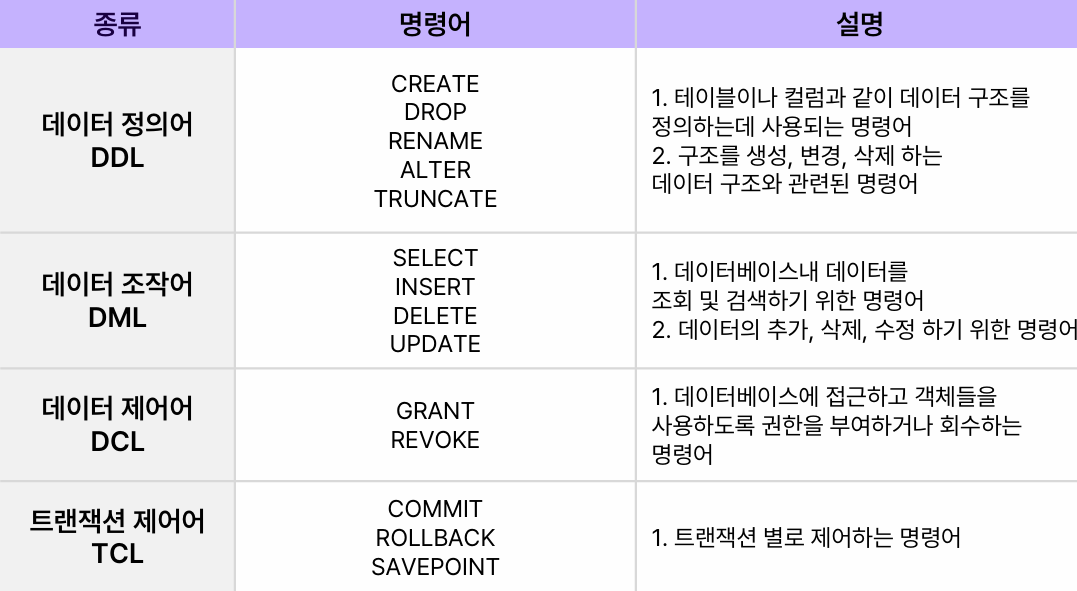 종류 명령어 설명
데이터 정의어
DDL
CREATE
DROP
RENAME
ALTER
TRUNCATE
1. 테이블이나 컬럼과 같이 데이터 구조를
정의하는데 사용되는 명령어
2. 구조를 생성, 변경, 삭제 하는
데이터 구조와 관련된 명령어
데이터 조작어
DML
SELECT
INSERT
DELETE
UPDATE
1. 데이터베이스내 데이터를
조회 및 검색하기 위한 명령어
2. 데이터의 추가, 삭제, 수정 하기 위한 명령어
데이터 제어어
DCL
GRANT
REVOKE
1. 데이터베이스에 접근하고 객체들을
사용하도록 권한을 부여하거나 회수하는
명령어
트랜잭션 제어어
TCL
COMMIT
ROLLBACK
SAVEPOINT
1. 트랜잭션 별로 제어하는 명령어